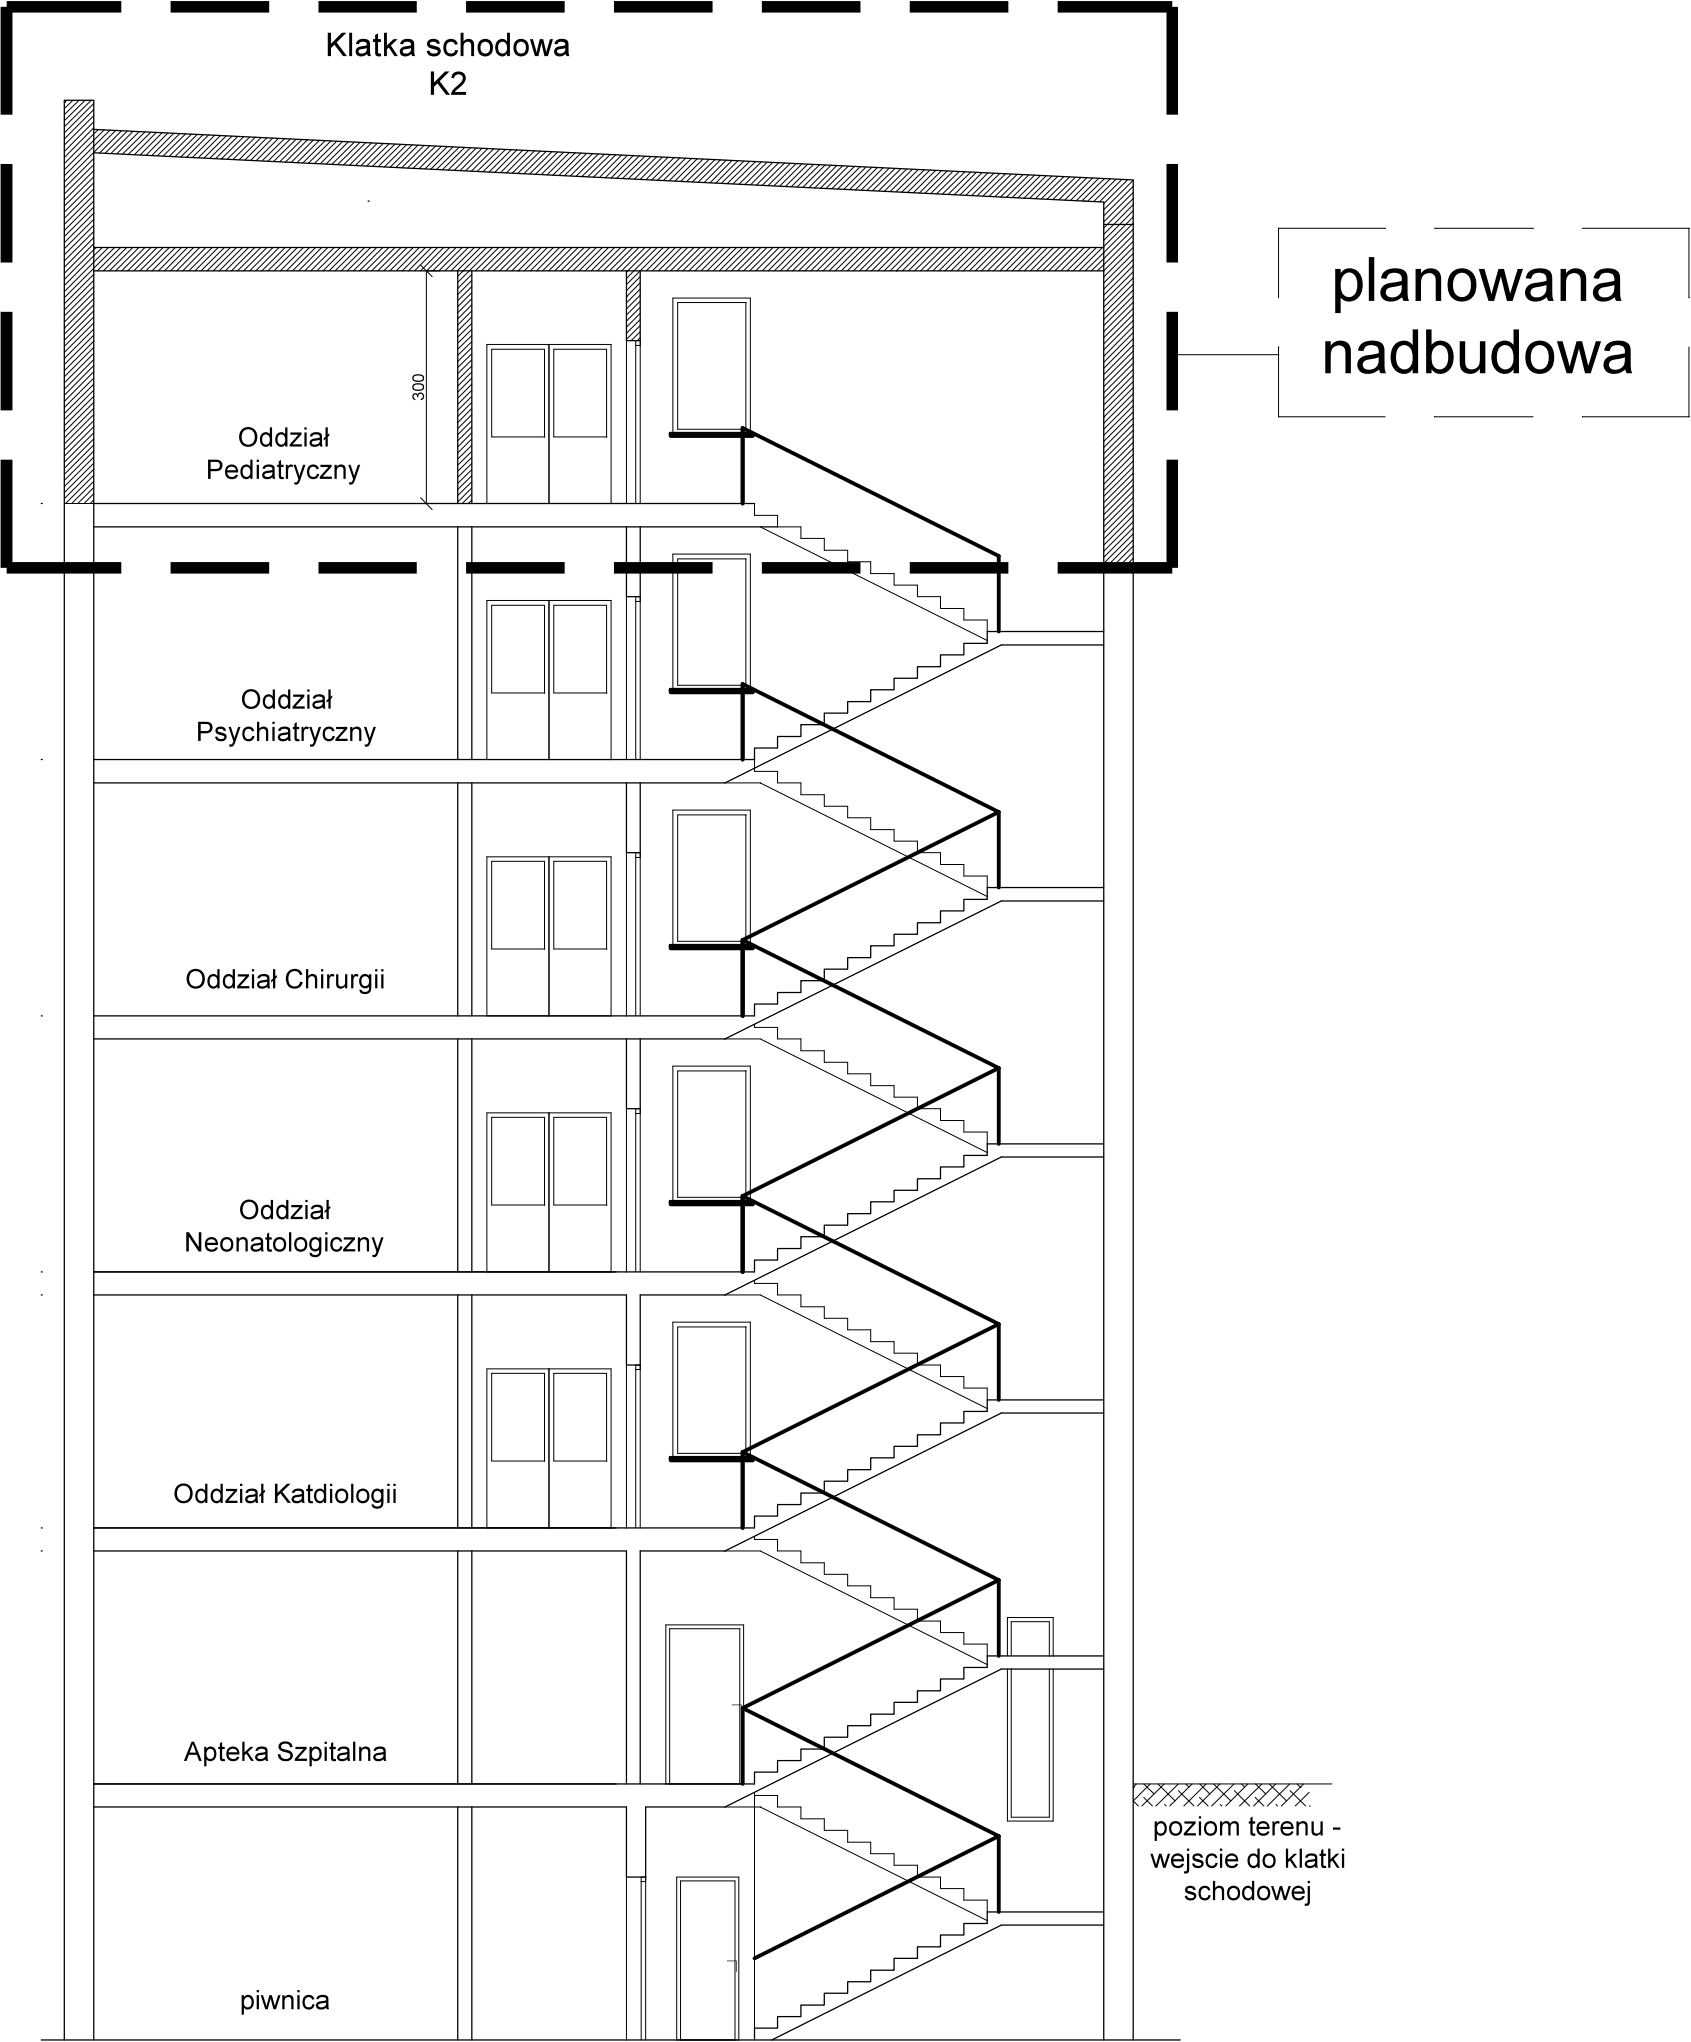 Klatka schodowa
K2
planowana
nadbudowa
300
Oddział
Pediatryczny
Oddział
Psychiatryczny
Oddział Chirurgii
Oddział
Neonatologiczny
Oddział Katdiologii
Apteka Szpitalna
poziom terenu -
wejscie do klatki
schodowej
piwnica